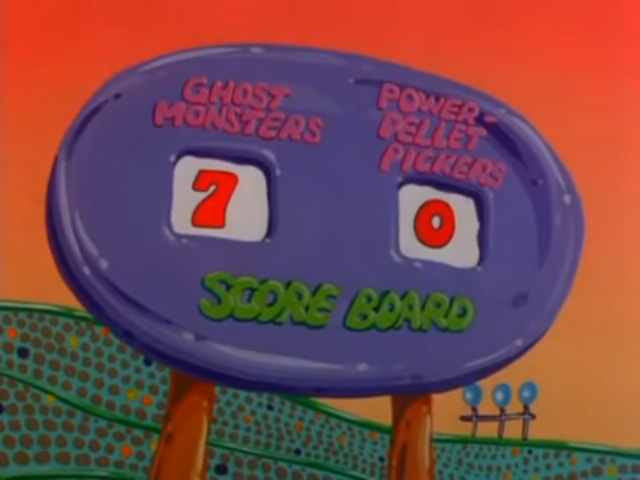 GHOST
MONSTERS
POWER-
PELLET
PICKERS
7
0
SCORE BOARD